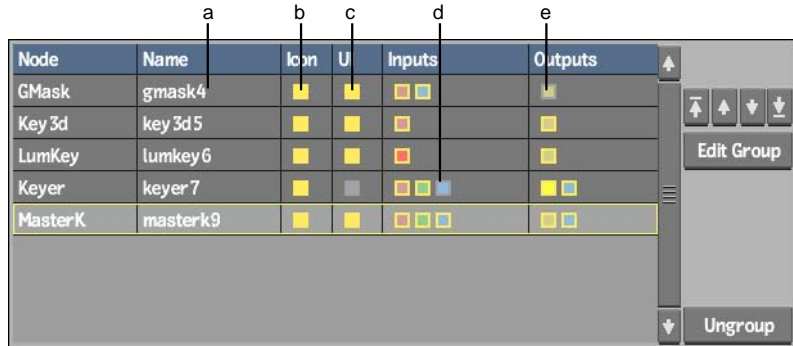 a b c d e
Node Name Icon UI Inputs Outputs
GMask gmask4
Key3d key3d5
LumKey lumkey6
Edit Group
Keyer keyer7
MasterK masterk9
Ungroup